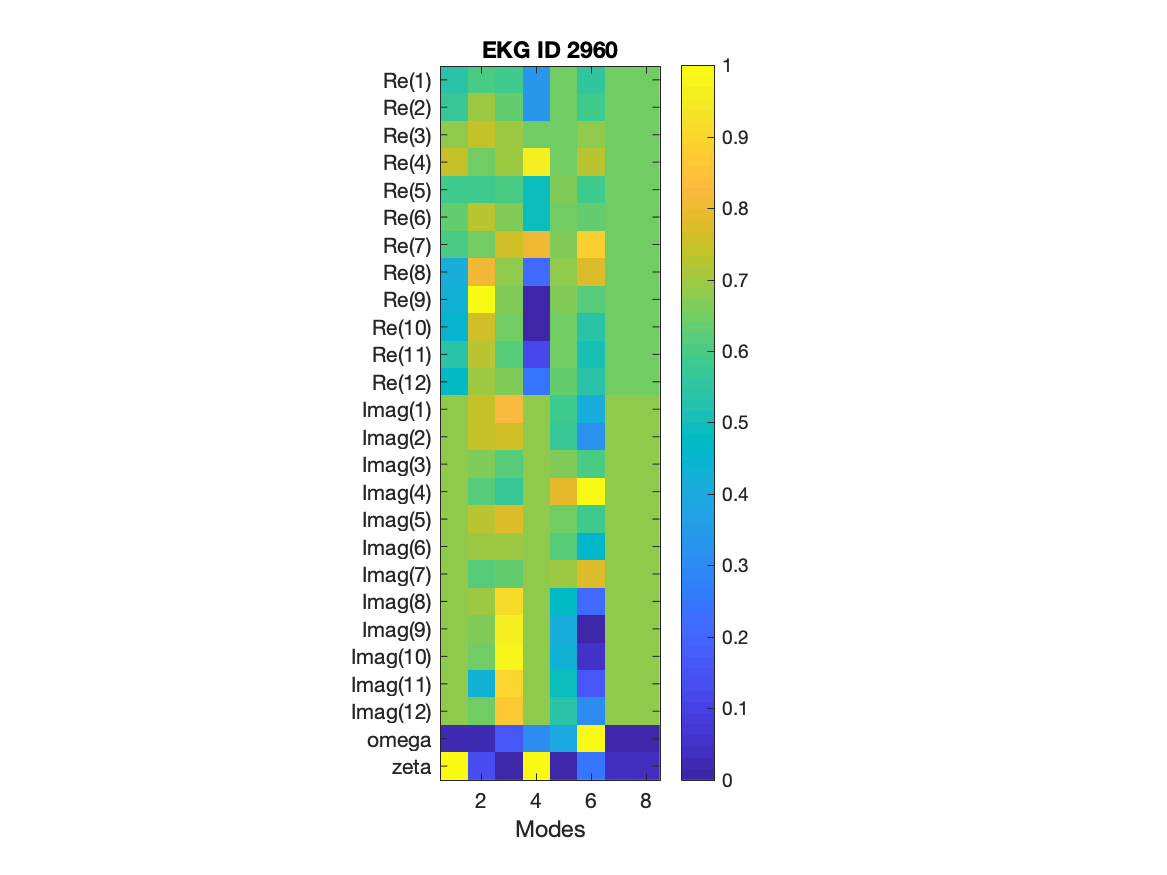 EKG ID 2960
Re(1)
Re(2)
Re(3)
Re(4)
Re(5)
Re(6)
Re(7)
Re(8)
Re(9)
Re(10)
Re(11)
Re(12)
Imag(1)
Imag(2)
Imag(3)
Imag(4)
Imag(5)
Imag(6)
Imag(7)
Imag(8)
Imag(9)
Imag(10)
Imag(11)
Imag(12)
omega
zeta
2 4 6 8
Modes
1
0.9
0.8
0.7
0.6
0.5
0.4
0.3
0.2
0.1
0